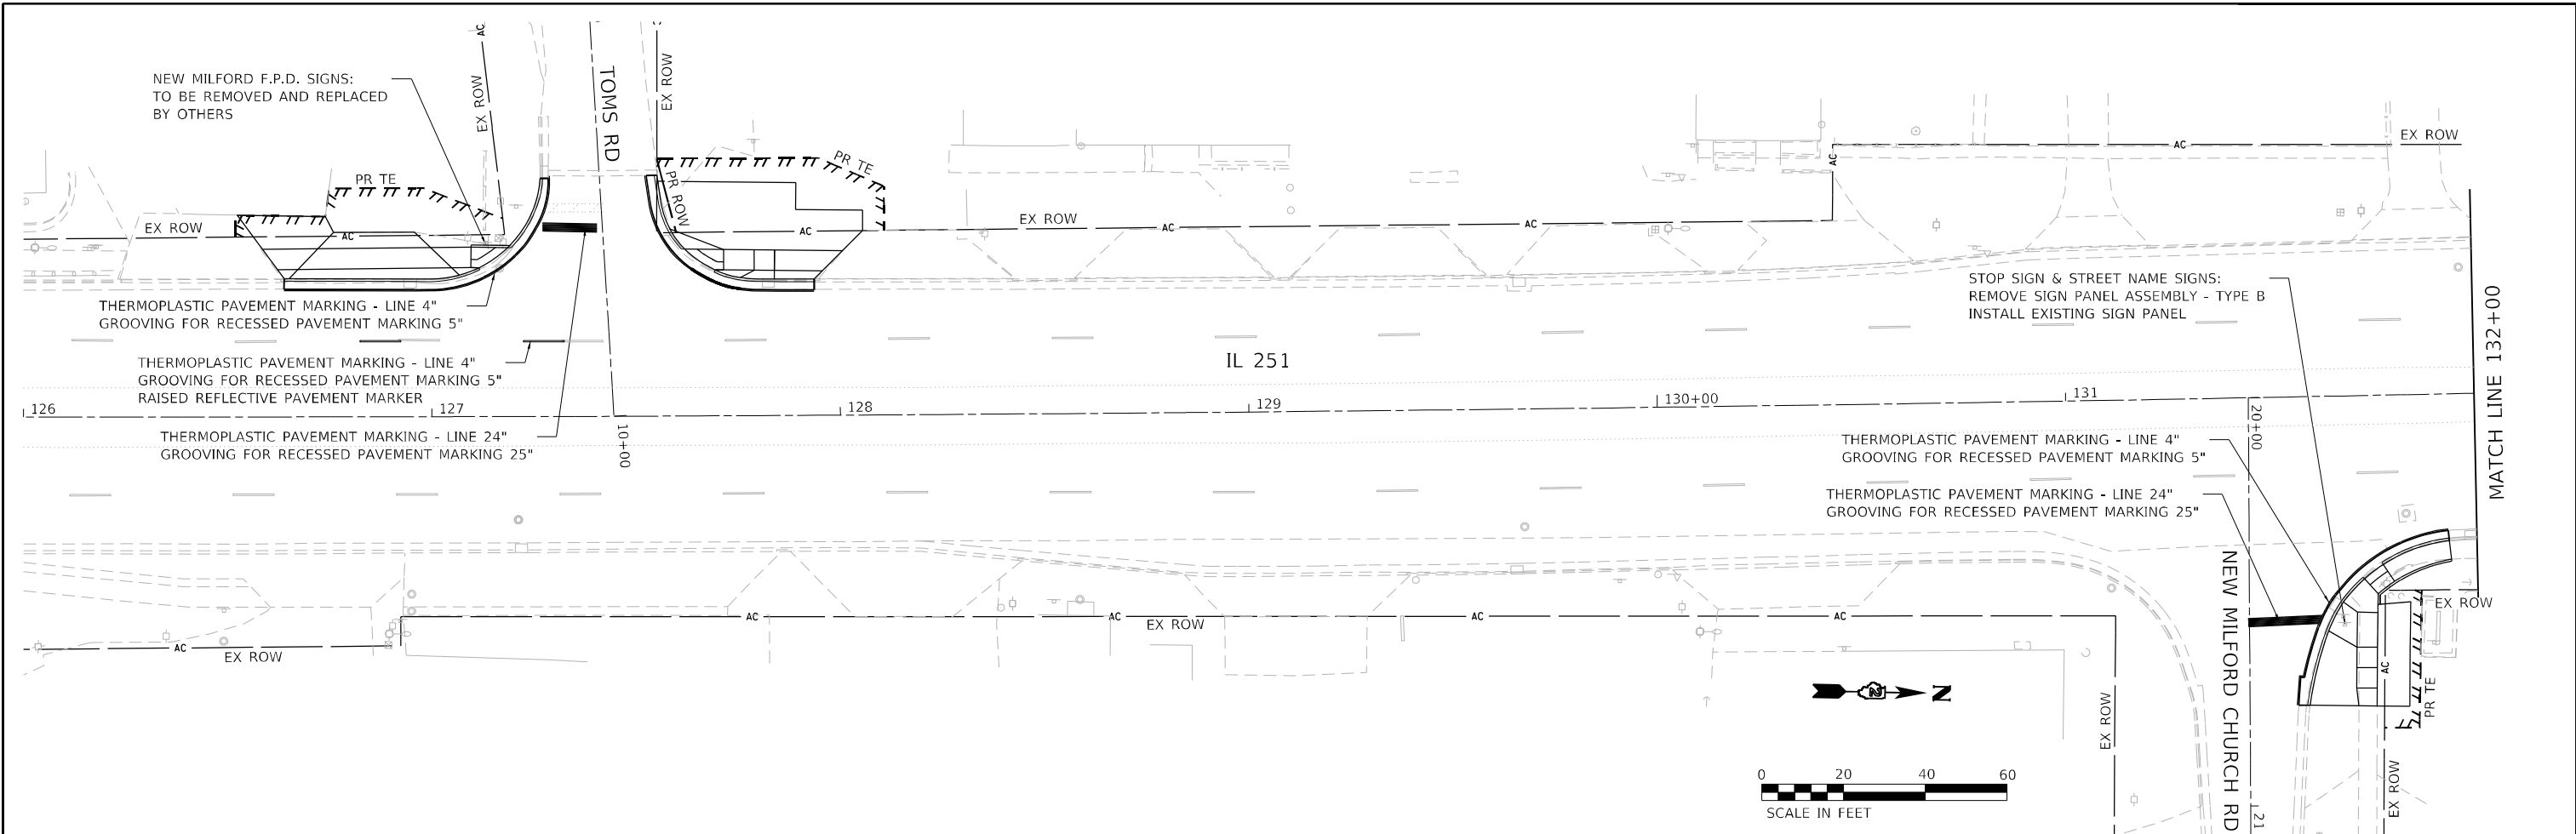 NEW MILFORD F.P.D. SIGNS:
TO BE REMOVED AND REPLACED
BY OTHERS
AC
EX ROW
TOMS RD
EX ROW
PR TE
PR TE
PR ROW
EX ROW
AC
AC
EX ROW
AC
AC
AC
AC
EX ROW
THERMOPLASTIC PAVEMENT MARKING - LINE 4"
GROOVING FOR RECESSED PAVEMENT MARKING 5"
THERMOPLASTIC PAVEMENT MARKING - LINE 4"
GROOVING FOR RECESSED PAVEMENT MARKING 5"
RAISED REFLECTIVE PAVEMENT MARKER
THERMOPLASTIC PAVEMENT MARKING - LINE 24"
GROOVING FOR RECESSED PAVEMENT MARKING 25"
STOP SIGN & STREET NAME SIGNS:
REMOVE SIGN PANEL ASSEMBLY - TYPE B
INSTALL EXISTING SIGN PANEL
MATCH LINE 132+00
IL 251
126
127
128
129
130+00
131
10+00
20+00
THERMOPLASTIC PAVEMENT MARKING - LINE 4"
GROOVING FOR RECESSED PAVEMENT MARKING 5"
THERMOPLASTIC PAVEMENT MARKING - LINE 24"
GROOVING FOR RECESSED PAVEMENT MARKING 25"
NEW MILFORD CHURCH RD
AC
EX ROW
AC
AC
EX ROW
AC
AC
EX ROW
AC
PR TE
EX ROW
EX ROW
21
2
N
0 20 40 60
SCALE IN FEET